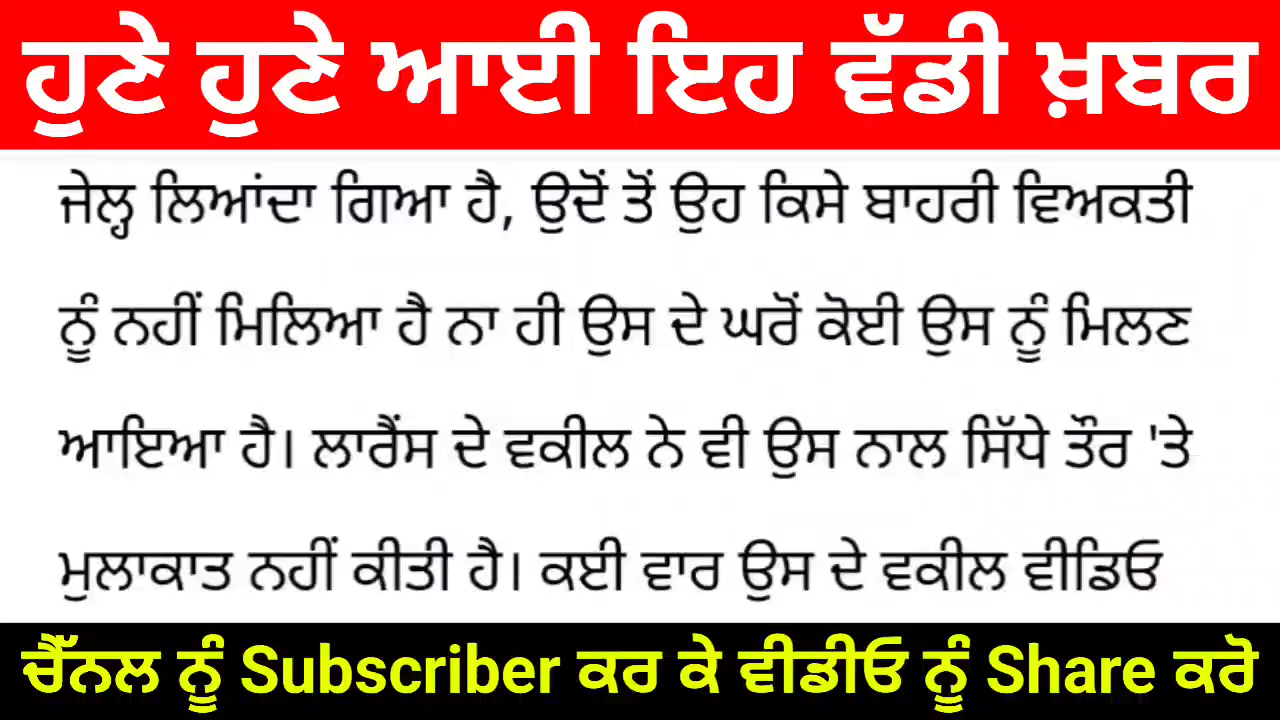 ਹੁਣੇ ਹੁਣੇ ਆਈ ਇਹ ਵੱਡੀ ਖ਼ਬਰ
ਜੇਲ੍ਹ ਲਿਆਂਦਾ ਗਿਆ ਹੈ, ਉਦੋਂ ਤੋਂ ਉਹ ਕਿਸੇ ਬਾਹਰੀ ਵਿਅਕਤੀ
ਨੂੰ ਨਹੀਂ ਮਿਲਿਆ ਹੈ ਨਾ ਹੀ ਉਸ ਦੇ ਘਰੋਂ ਕੋਈ ਉਸ ਨੂੰ ਮਿਲਣ
ਆਇਆ ਹੈ। ਲਾਰੈਂਸ ਦੇ ਵਕੀਲ ਨੇ ਵੀ ਉਸ ਨਾਲ ਸਿੱਧੇ ਤੌਰ 'ਤੇ
ਮੁਲਾਕਾਤ ਨਹੀਂ ਕੀਤੀ ਹੈ। ਕਈ ਵਾਰ ਉਸ ਦੇ ਵਕੀਲ ਵੀਡਿਓ
ਚੈੱਨਲ ਨੂੰ Subscriber ਕਰ ਕੇ ਵੀਡੀਓ ਨੂੰ Share ਕਰੋ